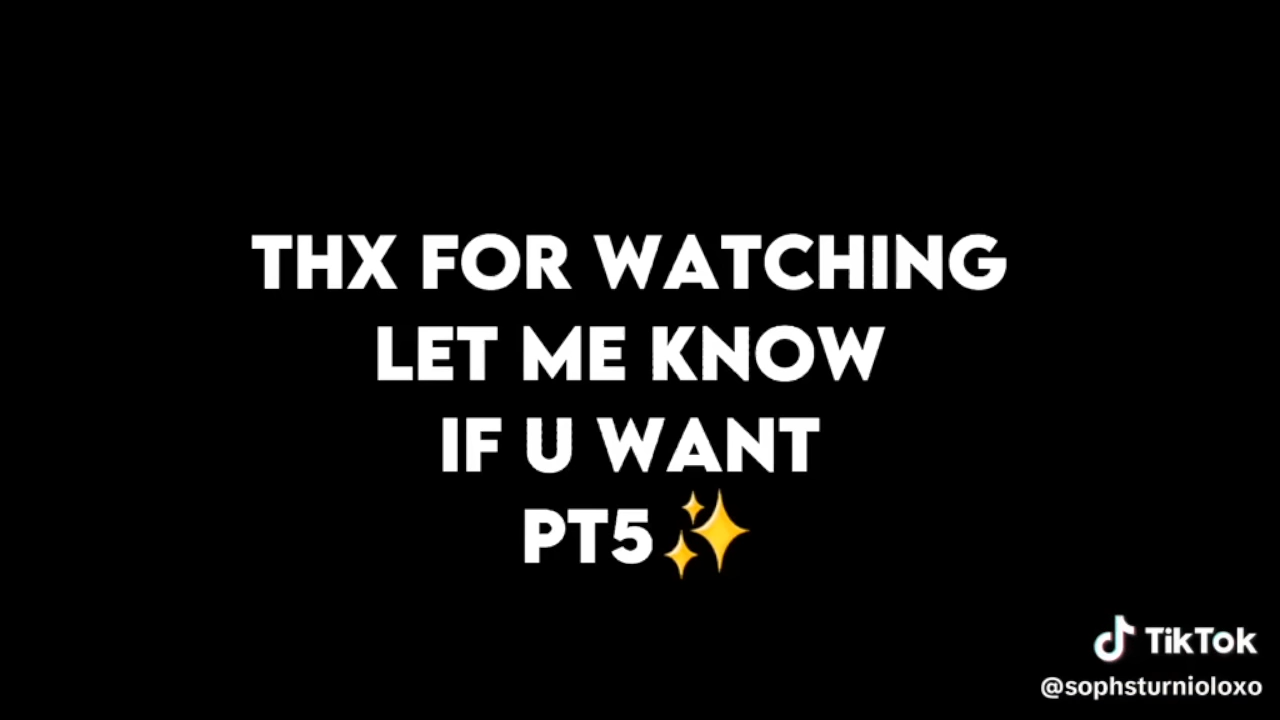 THX FOR WATCHING
LET ME KNOW
IF U WANT
PT5✨
TikTok
@sophsturnioloxo